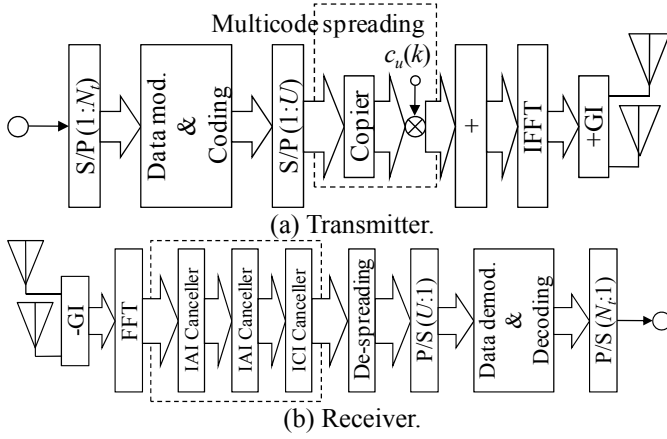 Multicode spreading
c_u(k)
S/P (1:N_t)
Data mod.
&
Coding
S/P (1:U)
Copier
+
IFFT
+GI
(a) Transmitter.
-GI
FFT
IAI Canceller
IAI Canceller
ICI Canceller
De-spreading
P/S (U:1)
Data demod.
&
Decoding
P/S (N_t:1)
(b) Receiver.